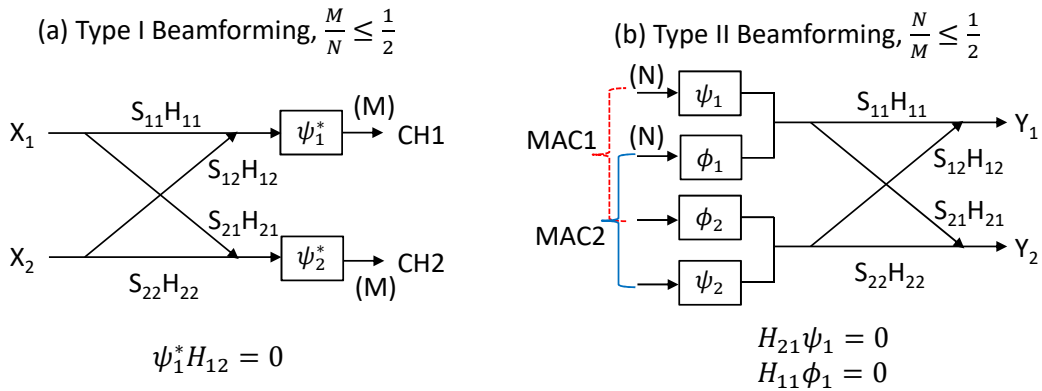 (a) Type I Beamforming, M/N ≤ 1/2
X₁
S₁₁H₁₁
ψ₁*
(M)
CH1
S₁₂H₁₂
S₂₁H₂₁
X₂
S₂₂H₂₂
ψ₂*
CH2
(M)
ψ₁*H₁₂ = 0
(b) Type II Beamforming, N/M ≤ 1/2
(N)
ψ₁
S₁₁H₁₁
Y₁
MAC1
(N)
ϕ₁
S₁₂H₁₂
MAC2
ϕ₂
S₂₁H₂₁
Y₂
ψ₂
S₂₂H₂₂
H₂₁ψ₁ = 0
H₁₁ϕ₁ = 0